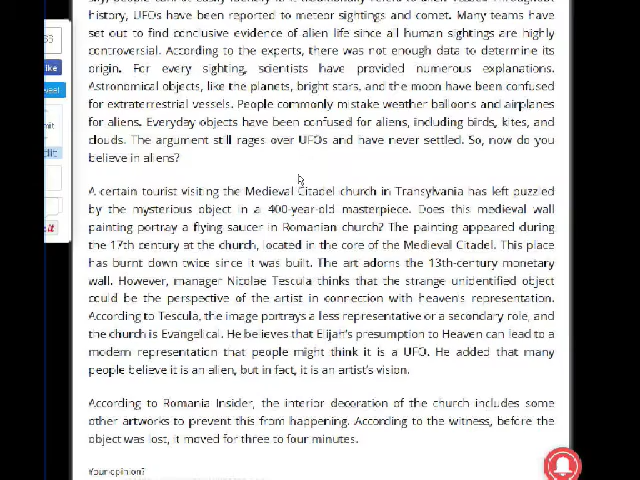 history, UFOs have been reported to meteor sightings and comet. Many teams have
set out to find conclusive evidence of alien life since all human sightings are highly
controversial. According to the experts, there was not enough data to determine its
origin. For every sighting, scientists have provided numerous explanations.
Astronomical objects, like the planets, bright stars, and the moon have been confused
for extraterrestrial vessels. People commonly mistake weather balloons and airplanes
for aliens. Everyday objects have been confused for aliens, including birds, kites, and
clouds. The argument still rages over UFOs and have never settled. So, now do you
believe in aliens?
A certain tourist visiting the Medieval Citadel church in Transylvania has left puzzled
by the mysterious object in a 400-year-old masterpiece. Does this medieval wall
painting portray a flying saucer in Romanian church? The painting appeared during
the 17th century at the church, located in the core of the Medieval Citadel. This place
has burnt down twice since it was built. The art adorns the 13th-century monetary
wall. However, manager Nicolae Tescula thinks that the strange unidentified object
could be the perspective of the artist in connection with heaven's representation.
According to Tescula, the image portrays a less representative or a secondary role, and
the church is Evangelical. He believes that Elijah's presumption to Heaven can lead to a
modern representation that people might think it is a UFO. He added that many
people believe it is an alien, but in fact, it is an artist's vision.
According to Romania Insider, the interior decoration of the church includes some
other artworks to prevent this from happening. According to the witness, before the
object was lost, it moved for three to four minutes.
Your opinion?